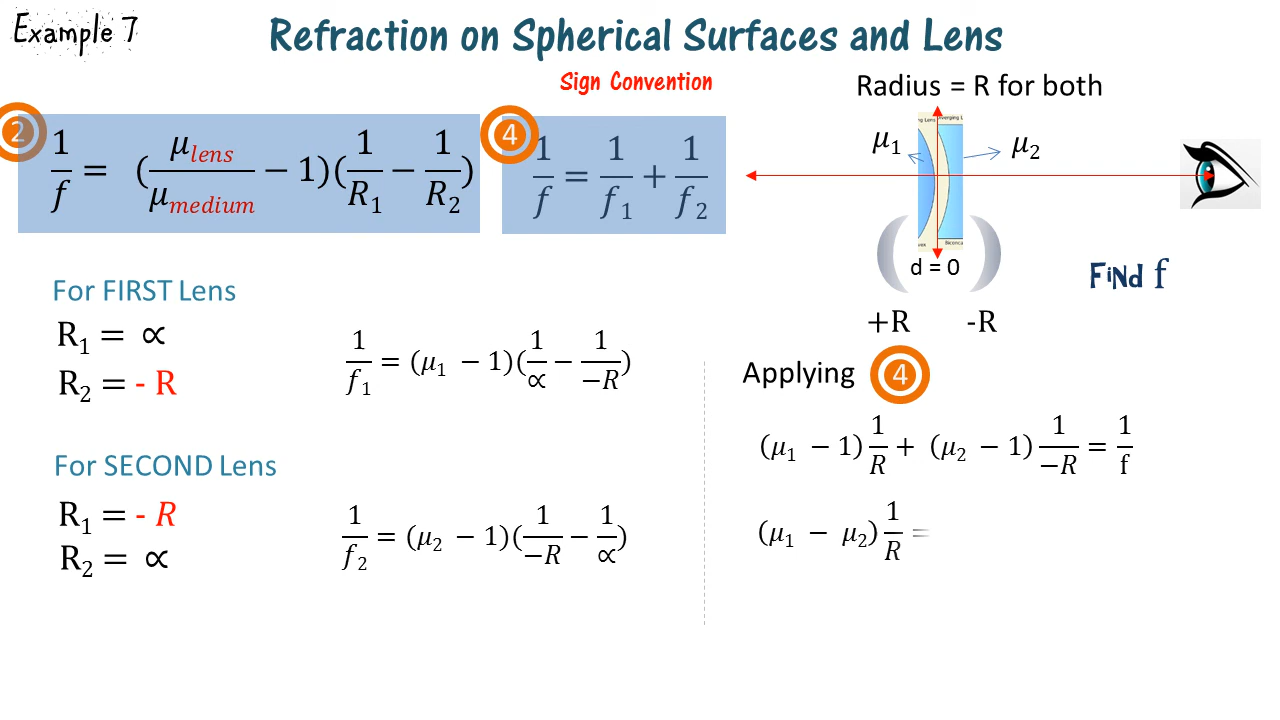 Example 7
Refraction on Spherical Surfaces and Lens
Sign Convention
Radius = R for both
2
1/f = (μ_lens/μ_medium − 1)(1/R₁ − 1/R₂)
4
1/f = 1/f₁ + 1/f₂
μ₁
μ₂
d = 0
+R
-R
FiNd f
For FIRST Lens
R₁ = ∝
R₂ = - R
1/f₁ = (μ₁ − 1)(1/∝ − 1/−R)
For SECOND Lens
R₁ = - R
R₂ = ∝
1/f₂ = (μ₂ − 1)(1/−R − 1/∝)
Applying 4
(μ₁ − 1) 1/R + (μ₂ − 1) 1/−R = 1/f
(μ₁ − μ₂) 1/R =